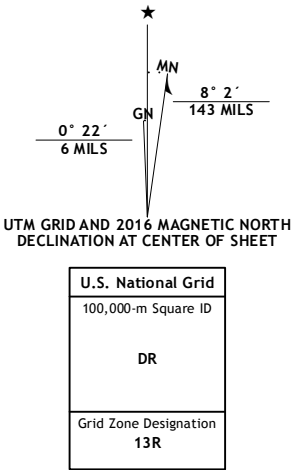 ★
MN
GN
8° 2´
143 MILS
0° 22´
6 MILS
UTM GRID AND 2016 MAGNETIC NORTH
DECLINATION AT CENTER OF SHEET
U.S. National Grid
100,000-m Square ID
DR
Grid Zone Designation
13R